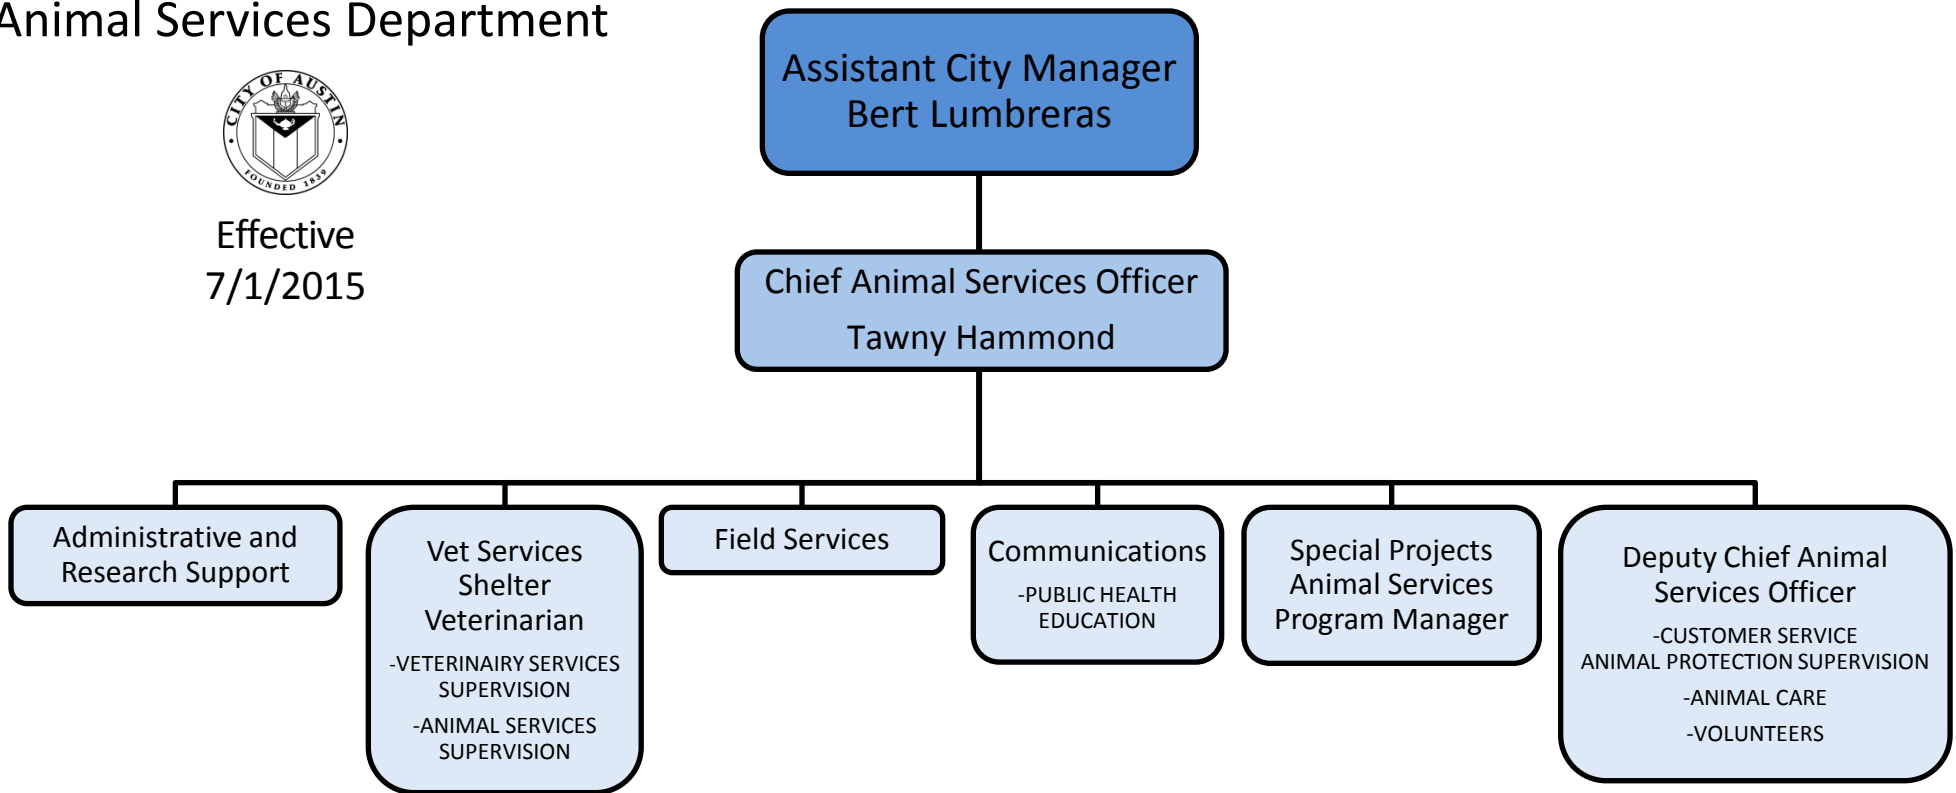 Animal Services Department
CITY OF AUSTIN
FOUNDED 1839
Effective
7/1/2015
Assistant City Manager
Bert Lumbreras
Chief Animal Services Officer
Tawny Hammond
Administrative and
Research Support
Vet Services
Shelter
Veterinarian
-VETERINAIRY SERVICES
SUPERVISION
-ANIMAL SERVICES
SUPERVISION
Field Services
Communications
-PUBLIC HEALTH
EDUCATION
Special Projects
Animal Services
Program Manager
Deputy Chief Animal
Services Officer
-CUSTOMER SERVICE
ANIMAL PROTECTION SUPERVISION
-ANIMAL CARE
-VOLUNTEERS